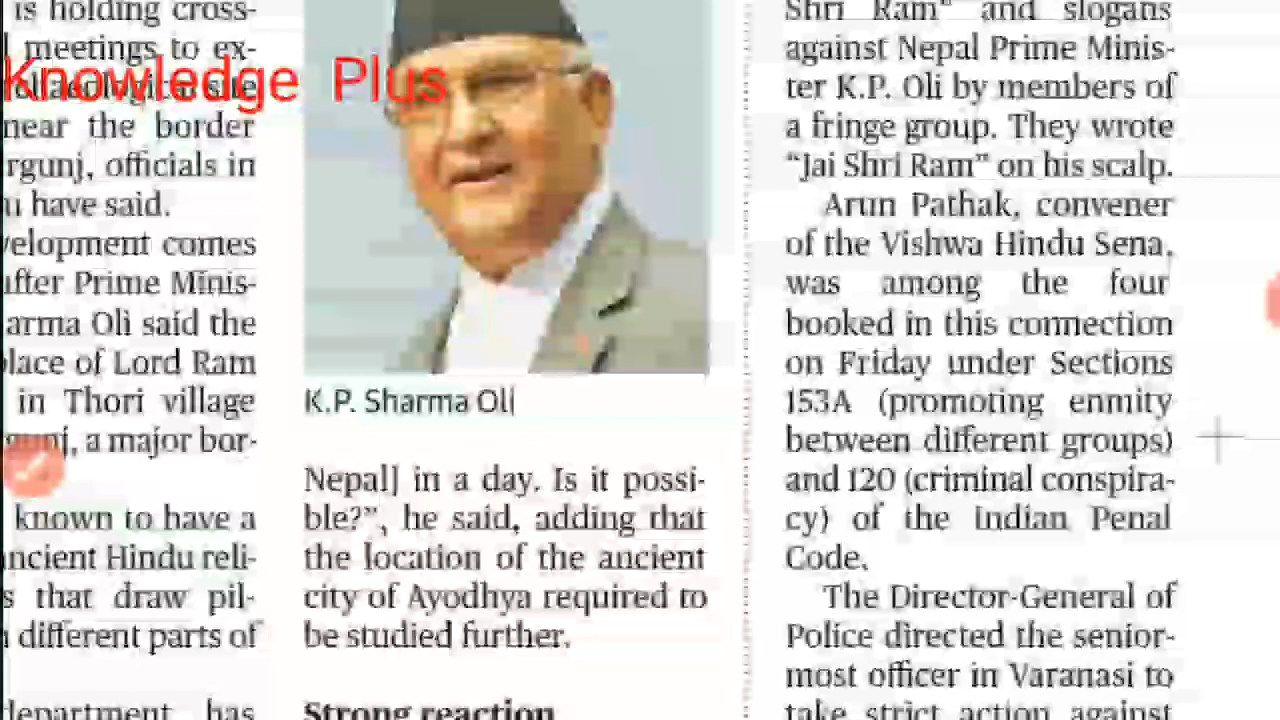 is holding cross-
meetings to ex-
near the border
rgunj, officials in
u have said.
velopment comes
after Prime Minis-
arma Oli said the
place of Lord Ram
in Thori village
gunj, a major bor-
known to have a
ancient Hindu reli-
s that draw pil-
different parts of
department has
Knowledge Plus
K.P. Sharma Oli
Nepal] in a day. Is it possi-
ble?”, he said, adding that
the location of the ancient
city of Ayodhya required to
be studied further.
Strong reaction
Shri Ram” and slogans
against Nepal Prime Minis-
ter K.P. Oli by members of
a fringe group. They wrote
“Jai Shri Ram” on his scalp.
Arun Pathak, convener
of the Vishwa Hindu Sena,
was among the four
booked in this connection
on Friday under Sections
153A (promoting enmity
between different groups)
and 120 (criminal conspira-
cy) of the Indian Penal
Code.
The Director-General of
Police directed the senior-
most officer in Varanasi to
take strict action against